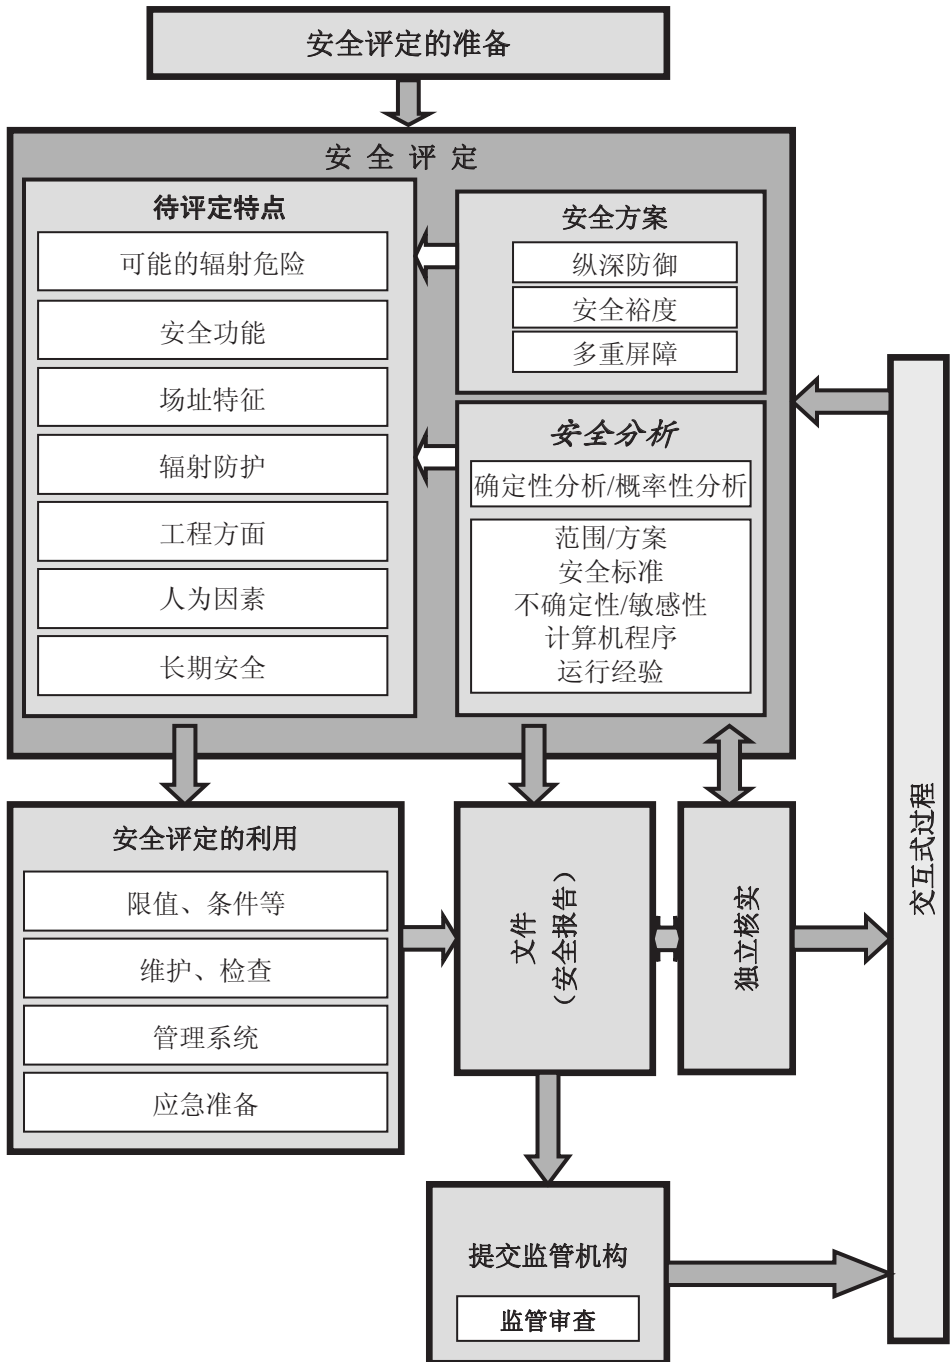 安全评定的准备
安 全 评 定
待评定特点
可能的辐射危险
安全功能
场址特征
辐射防护
工程方面
人为因素
长期安全
安全方案
纵深防御
安全裕度
多重屏障
安全分析
确定性分析/概率性分析
范围/方案
安全标准
不确定性/敏感性
计算机程序
运行经验
安全评定的利用
限值、条件等
维护、检查
管理系统
应急准备
文件
（安全报告）
独立核实
交互式过程
提交监管机构
监管审查